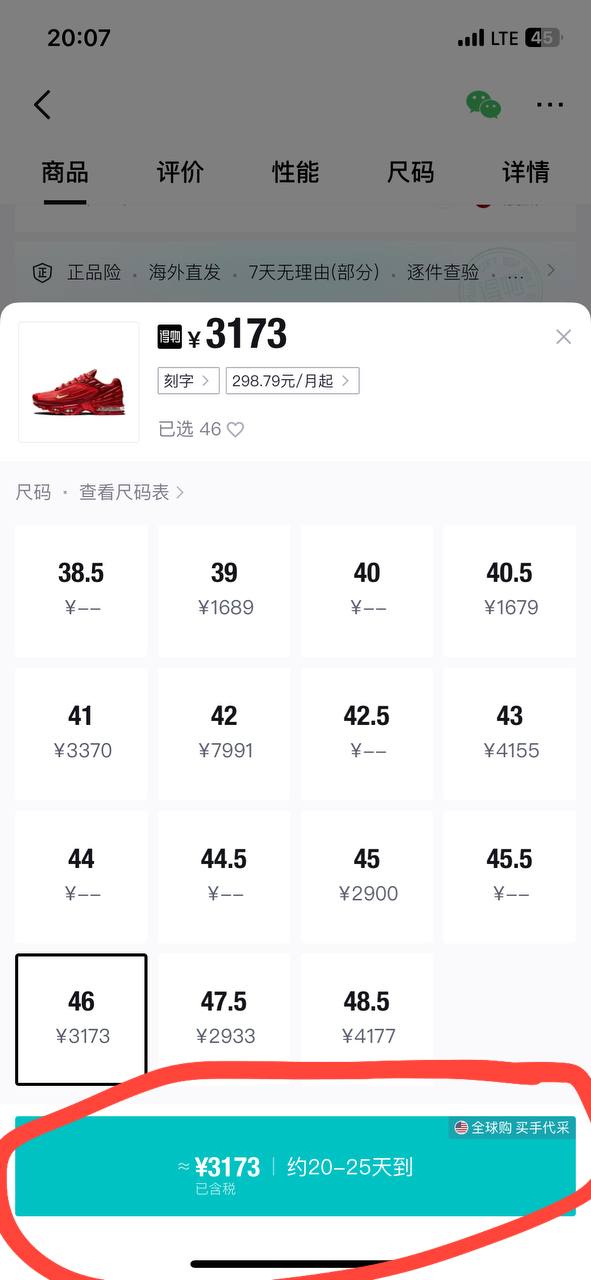 20:07 LTE 45
商品 评价 性能 尺码 详情
正品险 · 海外直发 · 7天无理由(部分) · 逐件查验 · ...
得物 ¥3173
刻字 > 298.79元/月起 >
已选 46
尺码 · 查看尺码表 >
38.5 39 40 40.5
¥-- ¥1689 ¥-- ¥1679
41 42 42.5 43
¥3370 ¥7991 ¥-- ¥4155
44 44.5 45 45.5
¥-- ¥-- ¥2900 ¥--
46 47.5 48.5
¥3173 ¥2933 ¥4177
全球购 买手代采
≈¥3173 | 约20-25天到
已含税